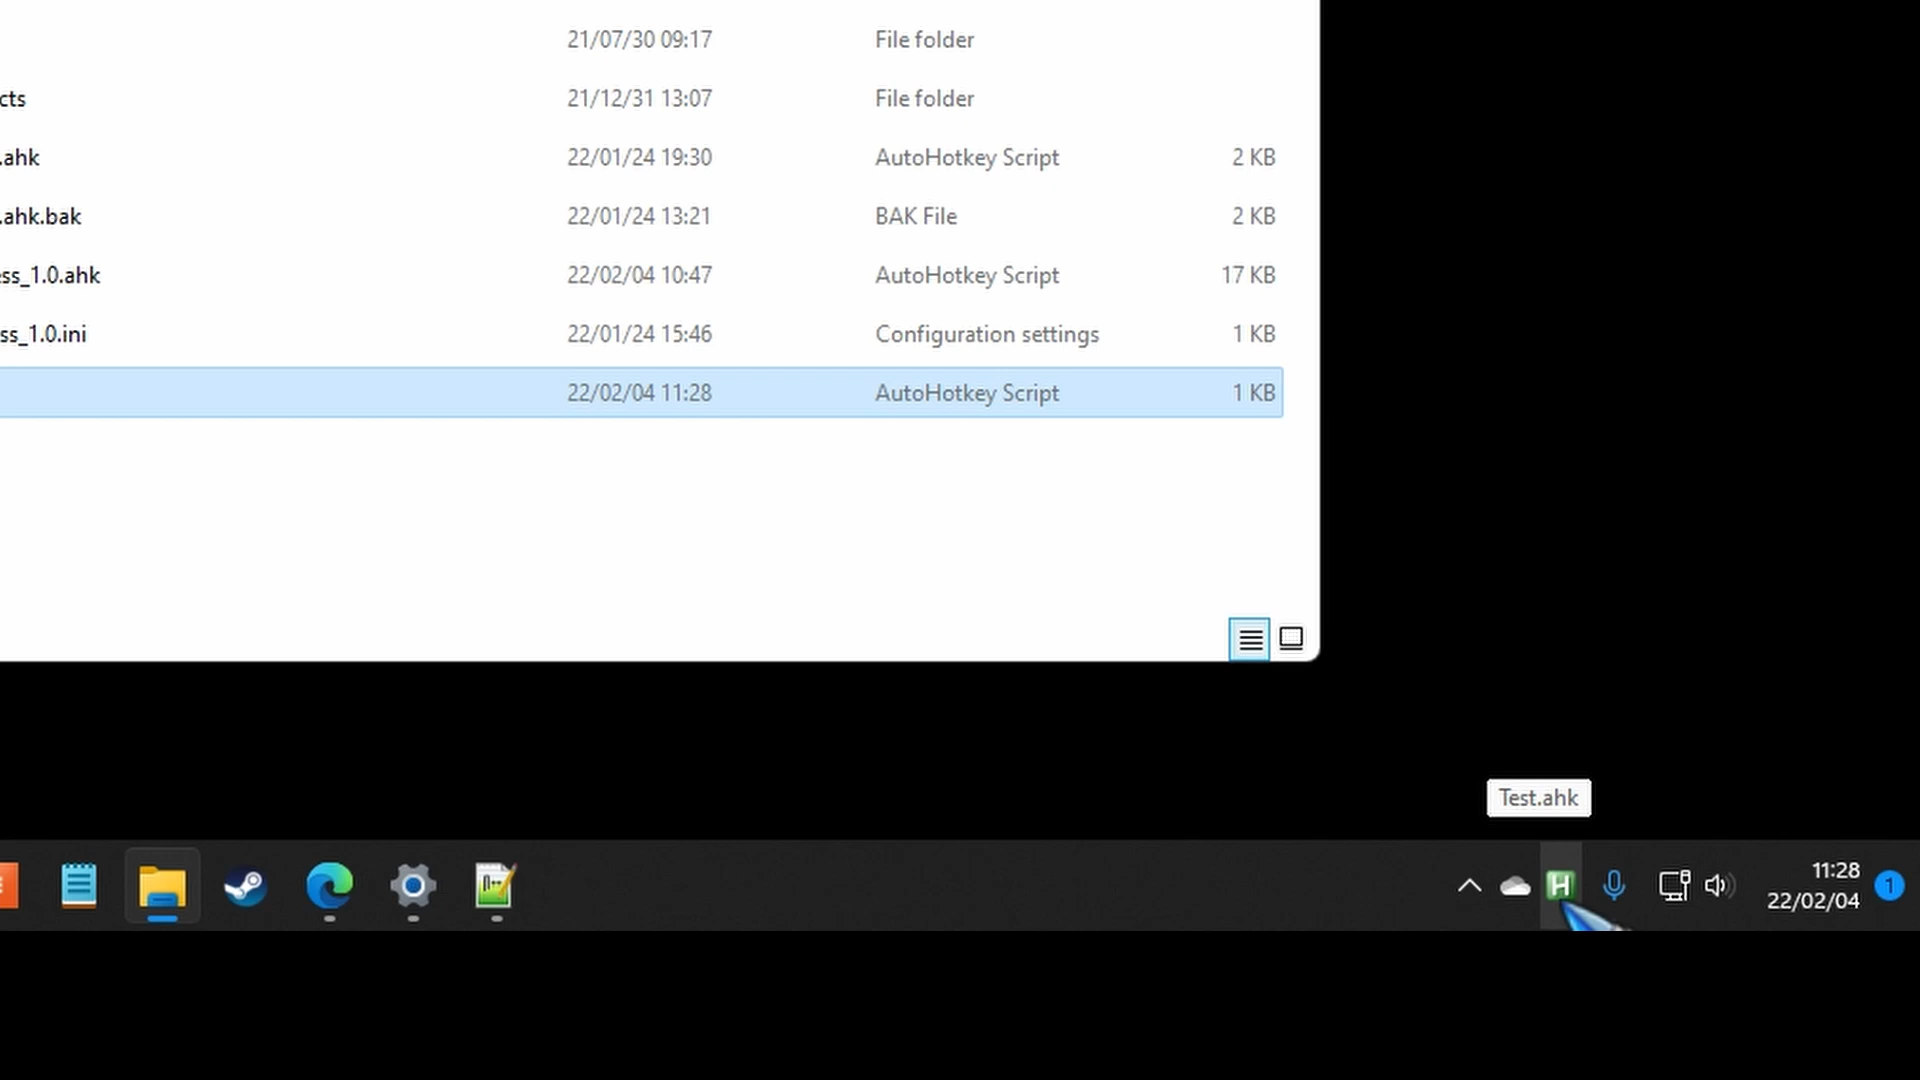 21/07/30 09:17 File folder
cts 21/12/31 13:07 File folder
.ahk 22/01/24 19:30 AutoHotkey Script 2 KB
.ahk.bak 22/01/24 13:21 BAK File 2 KB
ess_1.0.ahk 22/02/04 10:47 AutoHotkey Script 17 KB
ss_1.0.ini 22/01/24 15:46 Configuration settings 1 KB
22/02/04 11:28 AutoHotkey Script 1 KB
Test.ahk
H
11:28
22/02/04
1